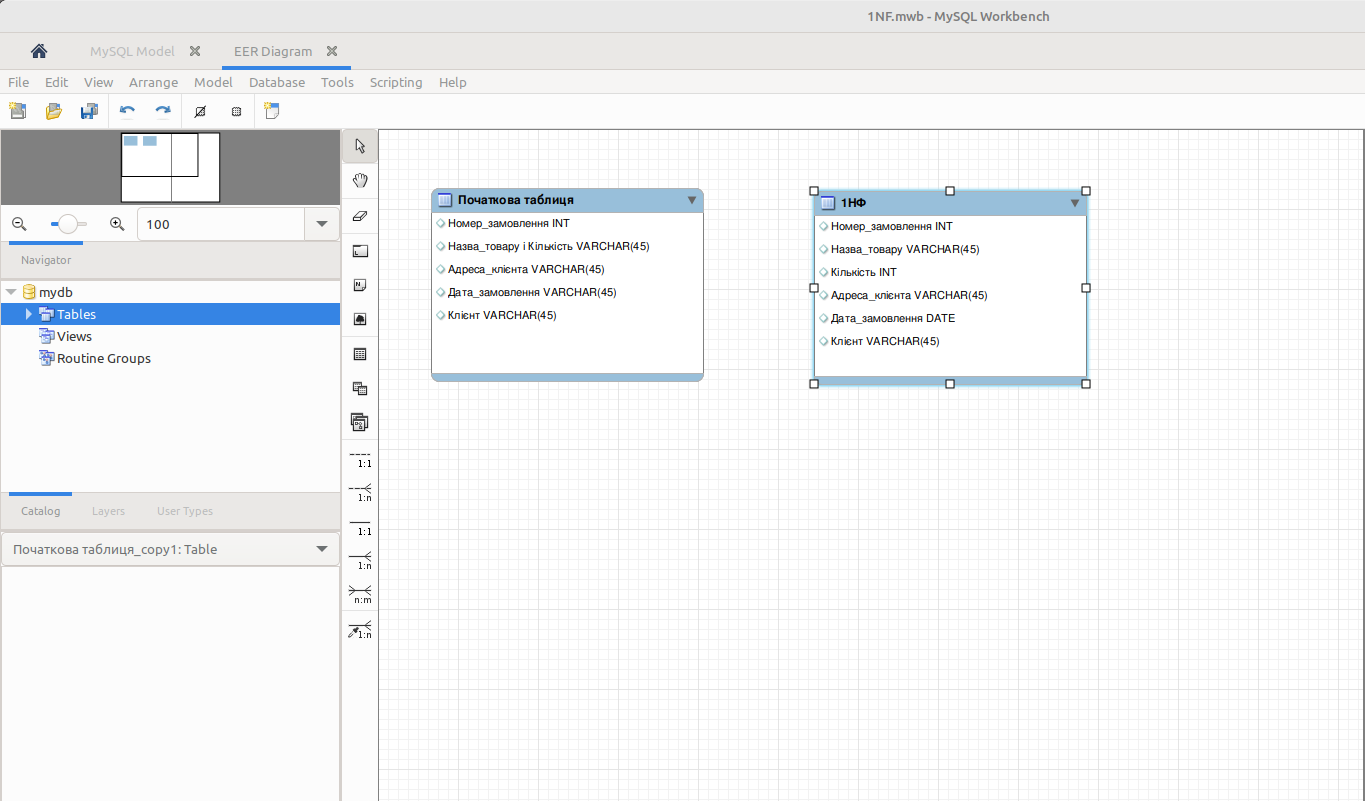 1NF.mwb - MySQL Workbench
MySQL Model
EER Diagram
File Edit View Arrange Model Database Tools Scripting Help
100
Navigator
mydb
Tables
Views
Routine Groups
Catalog Layers User Types
Початкова таблиця_copy1: Table
1:1
1:n
1:1
1:n
n:m
1:n
Початкова таблиця
Номер_замовлення INT
Назва_товару і Кількість VARCHAR(45)
Адреса_клієнта VARCHAR(45)
Дата_замовлення VARCHAR(45)
Клієнт VARCHAR(45)
1НФ
Номер_замовлення INT
Назва_товару VARCHAR(45)
Кількість INT
Адреса_клієнта VARCHAR(45)
Дата_замовлення DATE
Клієнт VARCHAR(45)